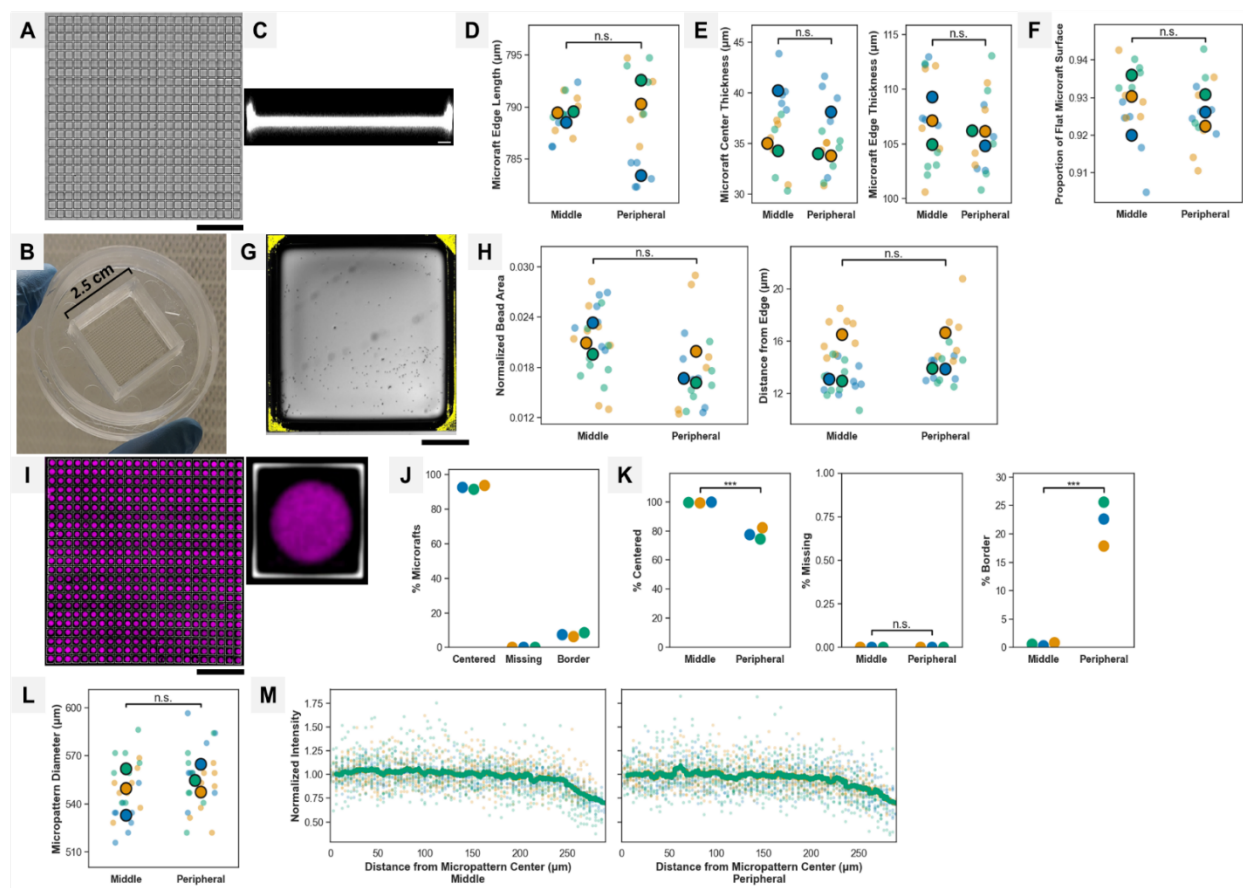 A
C
D
Micoraft Edge Length (μm)
795
790
785
n.s.
Middle
Peripheral
E
Microraft Center Thickness (μm)
45
40
35
30
n.s.
Middle
Peripheral
Microraft Edge Thickness (μm)
115
110
105
100
n.s.
Middle
Peripheral
F
Proportion of Flat Microraft Surface
0.94
0.93
0.92
0.91
n.s.
Middle
Peripheral
B
2.5 cm
G
H
Normalized Bead Area
0.030
0.024
0.018
0.012
n.s.
Middle
Peripheral
Distance from Edge (μm)
20
16
12
n.s.
Middle
Peripheral
I
J
% Microrafts
100
80
60
40
20
0
Centered
Missing
Border
K
% Centered
100
80
60
40
20
0
***
Middle
Peripheral
% Missing
1.00
0.75
0.50
0.25
0.00
n.s.
Middle
Peripheral
% Border
30
25
20
15
10
5
0
***
Middle
Peripheral
L
Micropattern Diameter (μm)
600
570
540
510
n.s.
Middle
Peripheral
M
Normalized Intensity
1.75
1.50
1.25
1.00
0.75
0.50
0 50 100 150 200 250
Distance from Micropattern Center (μm)
Middle
0 50 100 150 200 250
Distance from Micropattern Center (μm)
Peripheral